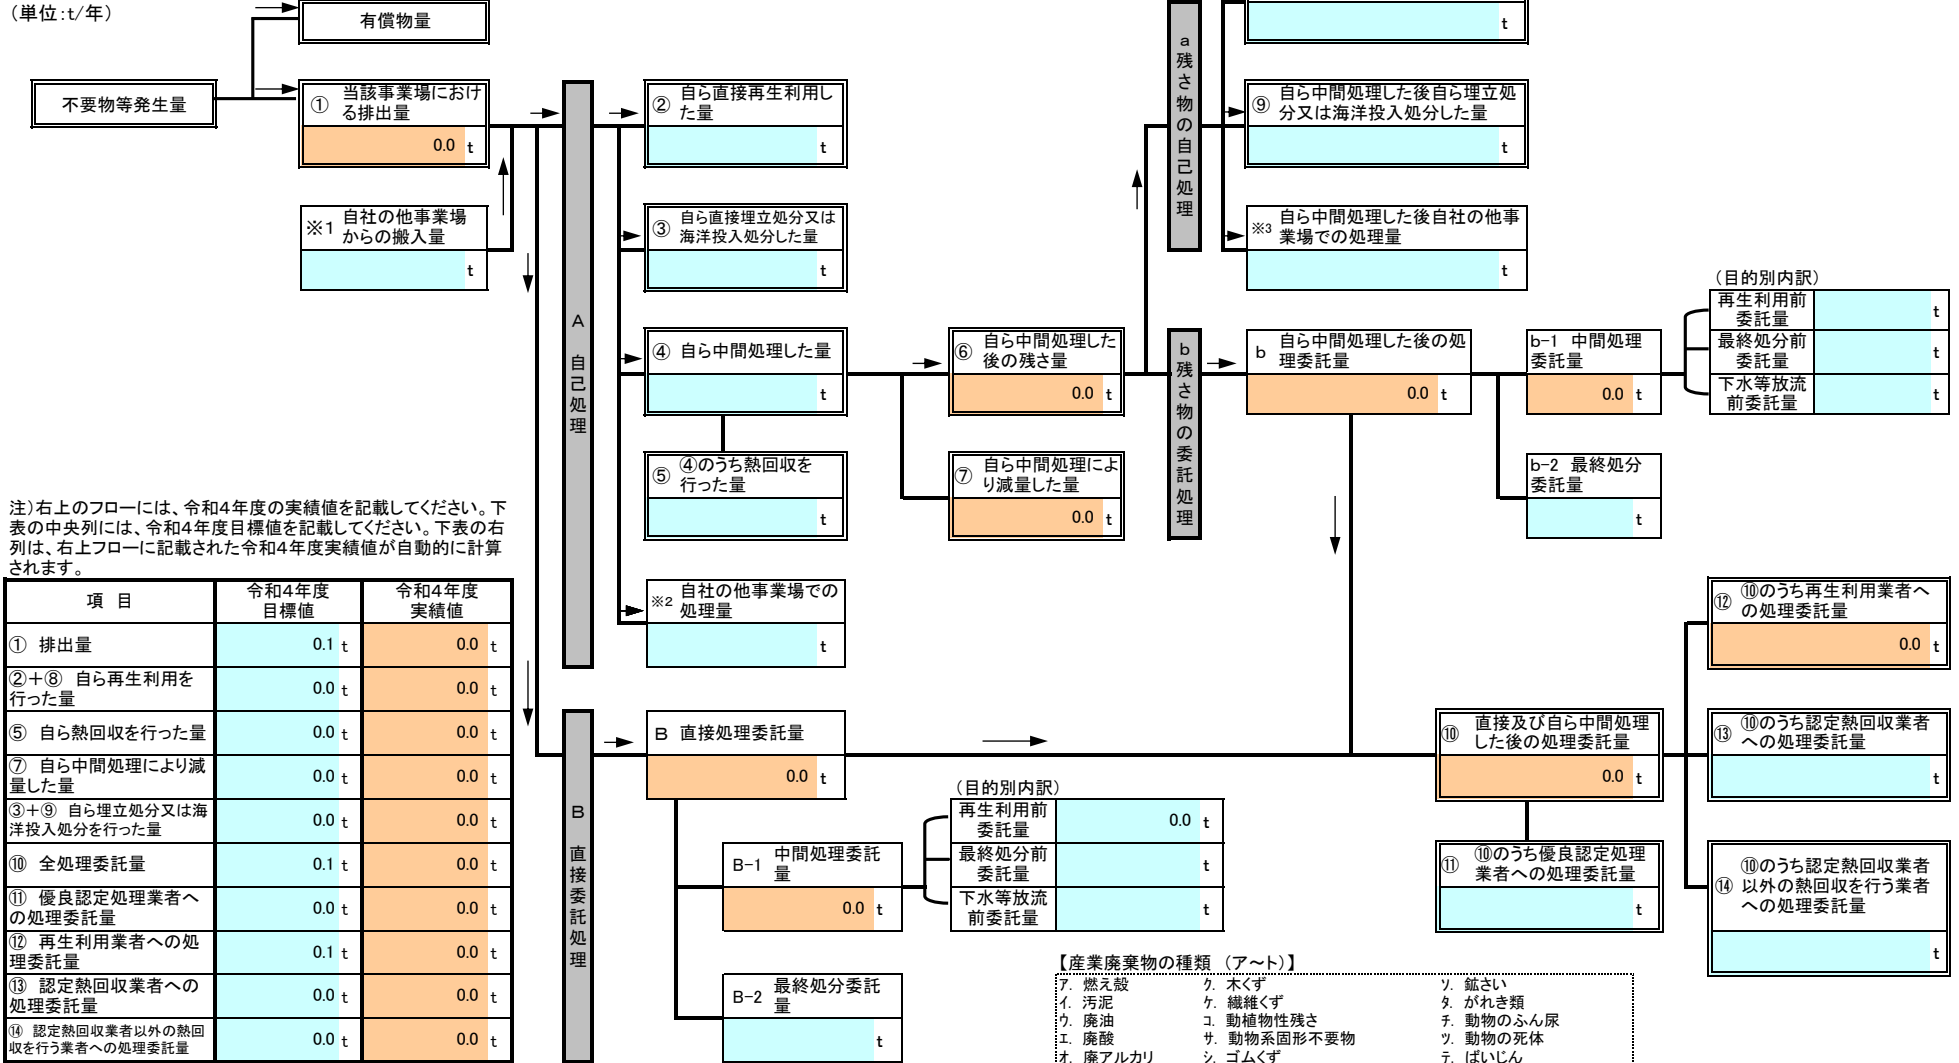 （単位：t/年）
有償物量
不要物等発生量
① 当該事業場におけ
る排出量
0.0 t
※1 自社の他事業場
からの搬入量
t
A 自己処理
② 自ら直接再生利用し
た量
t
③ 自ら直接埋立処分又は
海洋投入処分した量
t
④ 自ら中間処理した量
t
⑤ ④のうち熱回収を
行った量
t
※2 自社の他事業場での
処理量
t
⑥ 自ら中間処理した
後の残さ量
0.0 t
⑦ 自ら中間処理によ
り減量した量
0.0 t
a 残さ物の自己処理
t
⑨ 自ら中間処理した後自ら埋立処
分又は海洋投入処分した量
t
※3 自ら中間処理した後自社の他事
業場での処理量
t
b 残さ物の委託処理
b 自ら中間処理した後の処
理委託量
0.0 t
b-1 中間処理
委託量
0.0 t
（目的別内訳）
再生利用前
委託量 t
最終処分前
委託量 t
下水等放流
前委託量 t
b-2 最終処分
委託量
t
注）右上のフローには、令和４年度の実績値を記載してください。下
表の中央列には、令和４年度目標値を記載してください。下表の右
列は、右上フローに記載された令和４年度実績値が自動的に計算
されます。
項 目 令和４年度
目標値 令和４年度
実績値
① 排出量 0.1 t 0.0 t
②＋⑧ 自ら再生利用を
行った量 0.0 t 0.0 t
⑤ 自ら熱回収を行った量 0.0 t 0.0 t
⑦ 自ら中間処理により減
量した量 0.0 t 0.0 t
③＋⑨ 自ら埋立処分又は海
洋投入処分を行った量 0.0 t 0.0 t
⑩ 全処理委託量 0.1 t 0.0 t
⑪ 優良認定処理業者へ
の処理委託量 0.0 t 0.0 t
⑫ 再生利用業者への処
理委託量 0.1 t 0.0 t
⑬ 認定熱回収業者への
処理委託量 0.0 t 0.0 t
⑭ 認定熱回収業者以外の熱回
収を行う業者への処理委託量 0.0 t 0.0 t
B 直接委託処理
B 直接処理委託量
0.0 t
B-1 中間処理委託
量
0.0 t
（目的別内訳）
再生利用前
委託量 0.0 t
最終処分前
委託量 t
下水等放流
前委託量 t
B-2 最終処分委託
量
t
⑩ 直接及び自ら中間処理
した後の処理委託量
0.0 t
⑪ ⑩のうち優良認定処理
業者への処理委託量
t
⑫ ⑩のうち再生利用業者へ
の処理委託量
0.0 t
⑬ ⑩のうち認定熱回収業者
への処理委託量
t
⑭ ⑩のうち認定熱回収業者
以外の熱回収を行う業者
への処理委託量
t
【産業廃棄物の種類 （ア～ト）】
ア. 燃え殻 ク. 木くず ソ. 鉱さい
イ. 汚泥 ケ. 繊維くず タ. がれき類
ウ. 廃油 コ. 動植物性残さ チ. 動物のふん尿
エ. 廃酸 サ. 動物系固形不要物 ツ. 動物の死体
オ. 廃アルカリ シ. ゴムくず テ. ばいじん